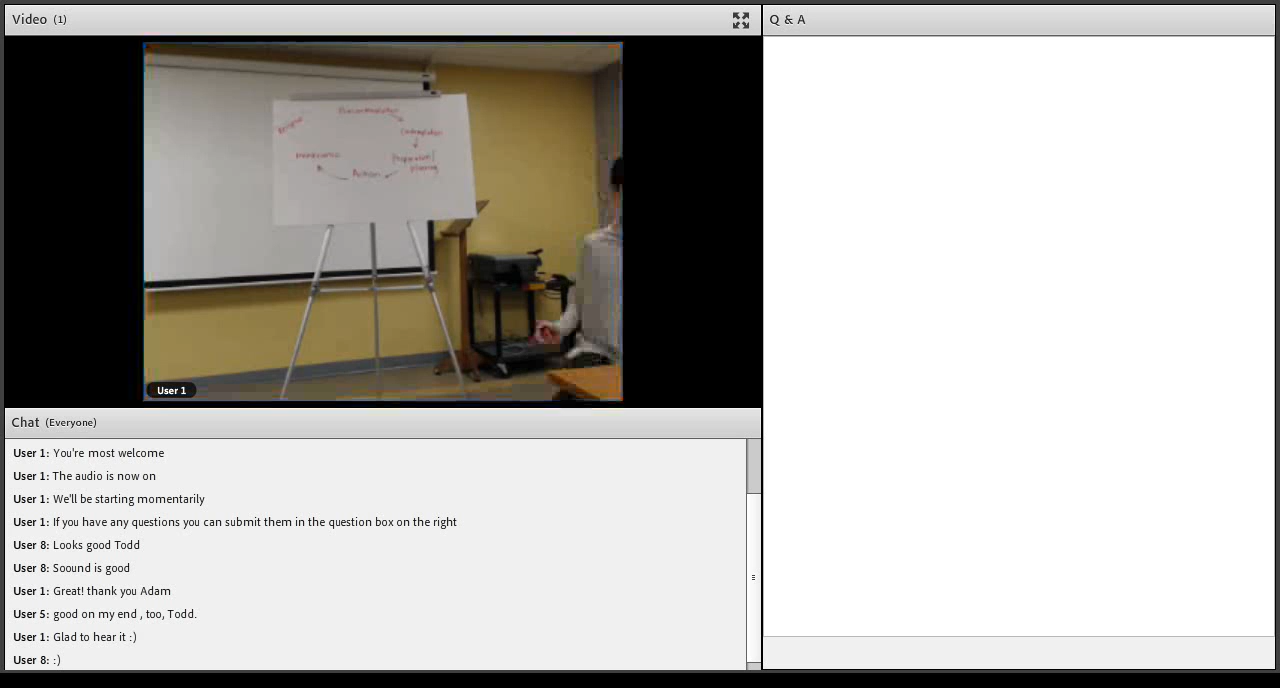 Video (1)
Q & A
Action
User 1
Chat (Everyone)
User 1: You're most welcome
User 1: The audio is now on
User 1: We'll be starting momentarily
User 1: If you have any questions you can submit them in the question box on the right
User 8: Looks good Todd
User 8: Soound is good
User 1: Great! thank you Adam
User 5: good on my end , too, Todd.
User 1: Glad to hear it :)
User 8: :)